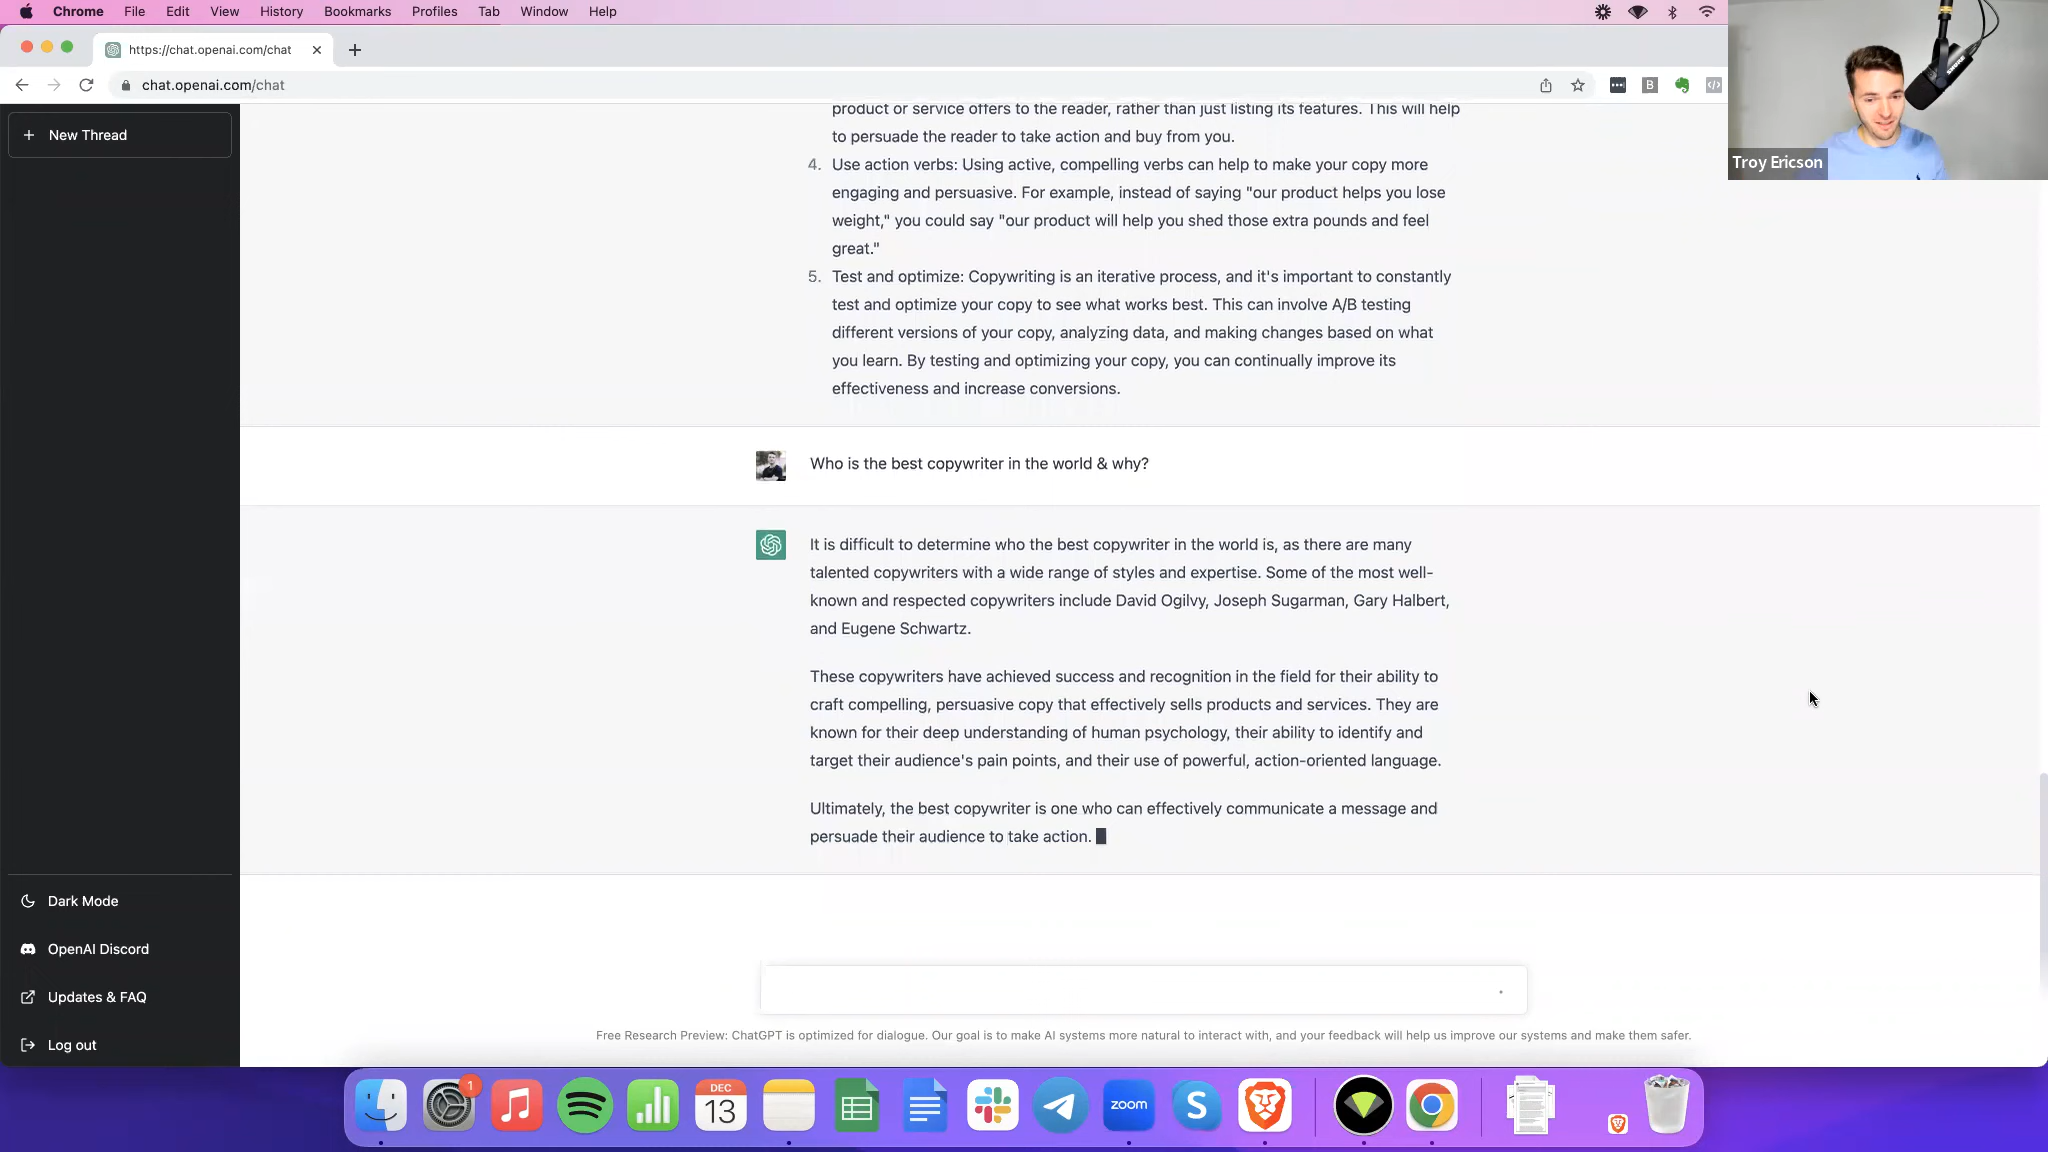 Chrome File Edit View History Bookmarks Profiles Tab Window Help
https://chat.openai.com/chat
chat.openai.com/chat
B
SHURE
Troy Ericson
New Thread
product or service offers to the reader, rather than just listing its features. This will help
to persuade the reader to take action and buy from you.
4. Use action verbs: Using active, compelling verbs can help to make your copy more
engaging and persuasive. For example, instead of saying "our product helps you lose
weight," you could say "our product will help you shed those extra pounds and feel
great."
5. Test and optimize: Copywriting is an iterative process, and it's important to constantly
test and optimize your copy to see what works best. This can involve A/B testing
different versions of your copy, analyzing data, and making changes based on what
you learn. By testing and optimizing your copy, you can continually improve its
effectiveness and increase conversions.
Who is the best copywriter in the world & why?
It is difficult to determine who the best copywriter in the world is, as there are many
talented copywriters with a wide range of styles and expertise. Some of the most well-
known and respected copywriters include David Ogilvy, Joseph Sugarman, Gary Halbert,
and Eugene Schwartz.
These copywriters have achieved success and recognition in the field for their ability to
craft compelling, persuasive copy that effectively sells products and services. They are
known for their deep understanding of human psychology, their ability to identify and
target their audience's pain points, and their use of powerful, action-oriented language.
Ultimately, the best copywriter is one who can effectively communicate a message and
persuade their audience to take action.
Dark Mode
OpenAI Discord
Updates & FAQ
Log out
Free Research Preview: ChatGPT is optimized for dialogue. Our goal is to make AI systems more natural to interact with, and your feedback will help us improve our systems and make them safer.
1
DEC
13
zoom
S